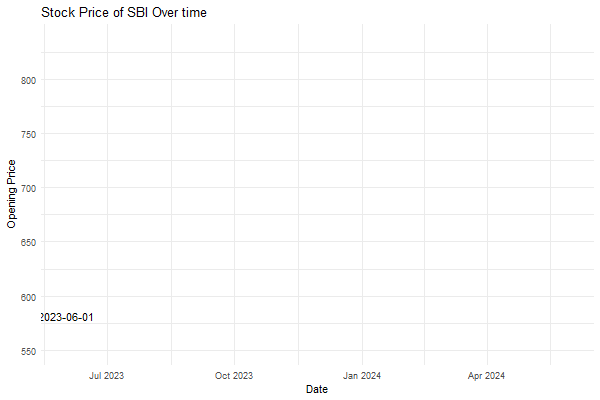 Stock Price of SBI Over time
Opening Price
800
750
700
650
600
550
2023-06-01
Jul 2023 Oct 2023 Jan 2024 Apr 2024
Date